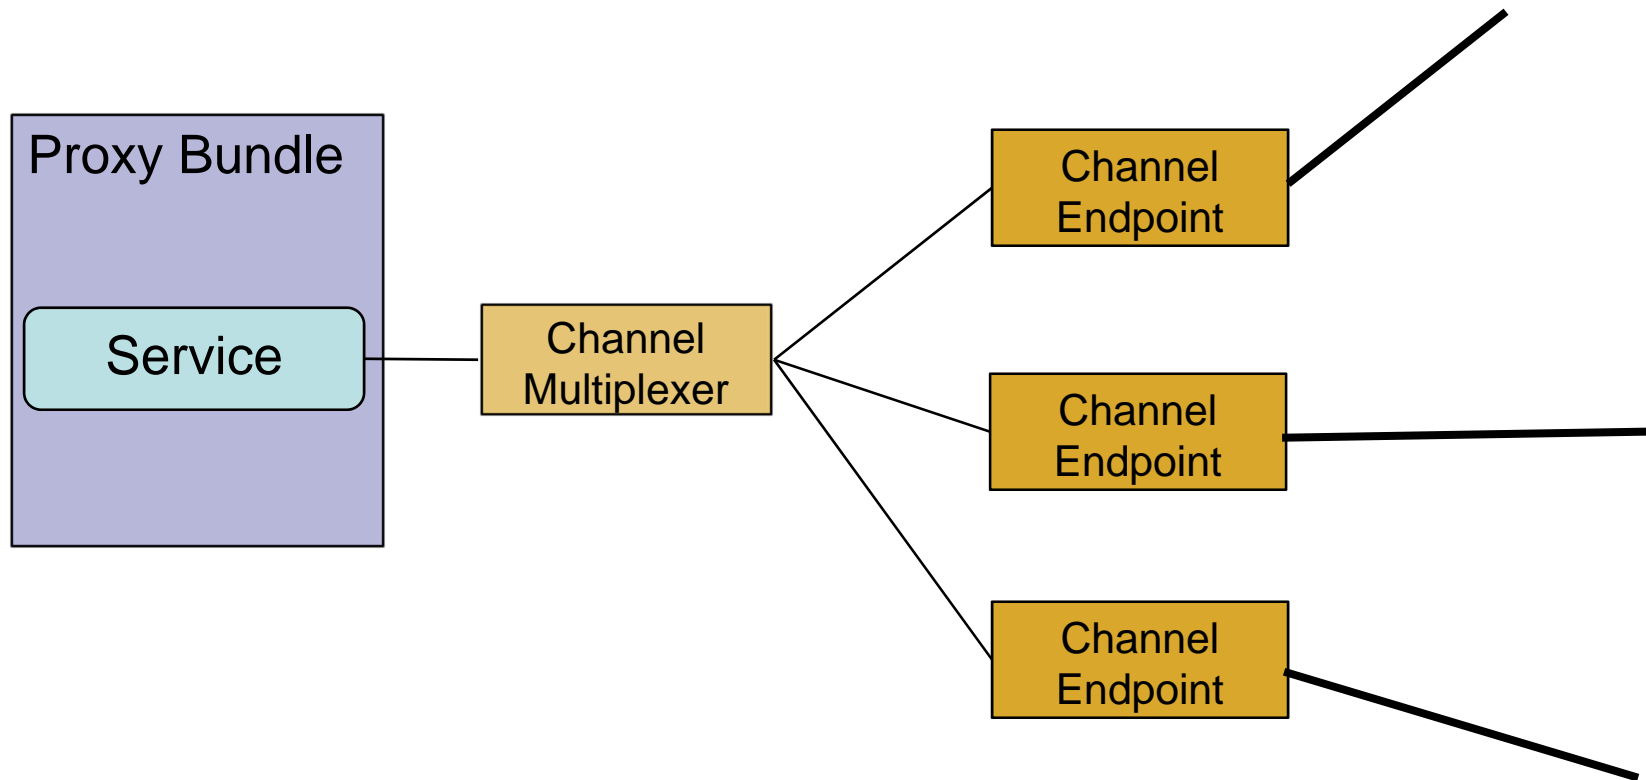 Proxy Bundle
Service
Channel
Multiplexer
Channel
Endpoint
Channel
Endpoint
Channel
Endpoint